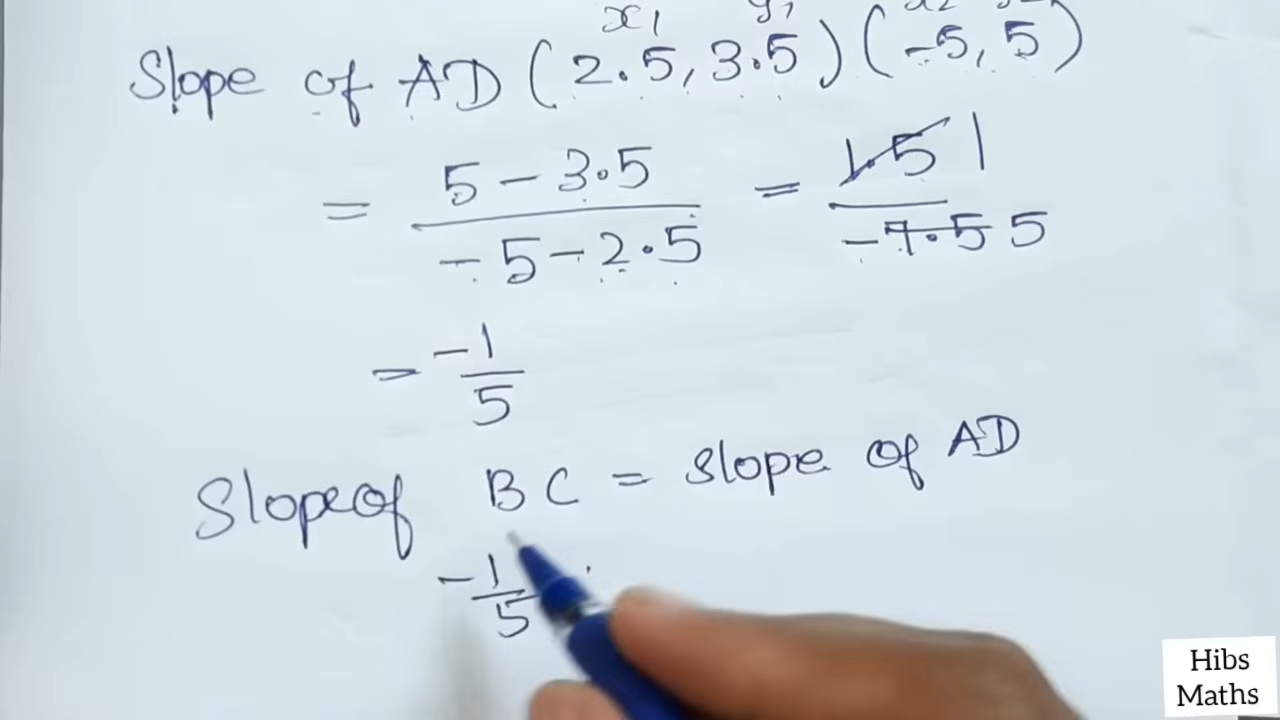 x₁ y₁ x₂
Slope of AD (2.5, 3.5) (-5, 5)
= 5 - 3.5 / -5 - 2.5 = 1.5 1 / -7.5 5
= -1/5
Slope of BC = Slope of AD
-1/5
Hibs
Maths